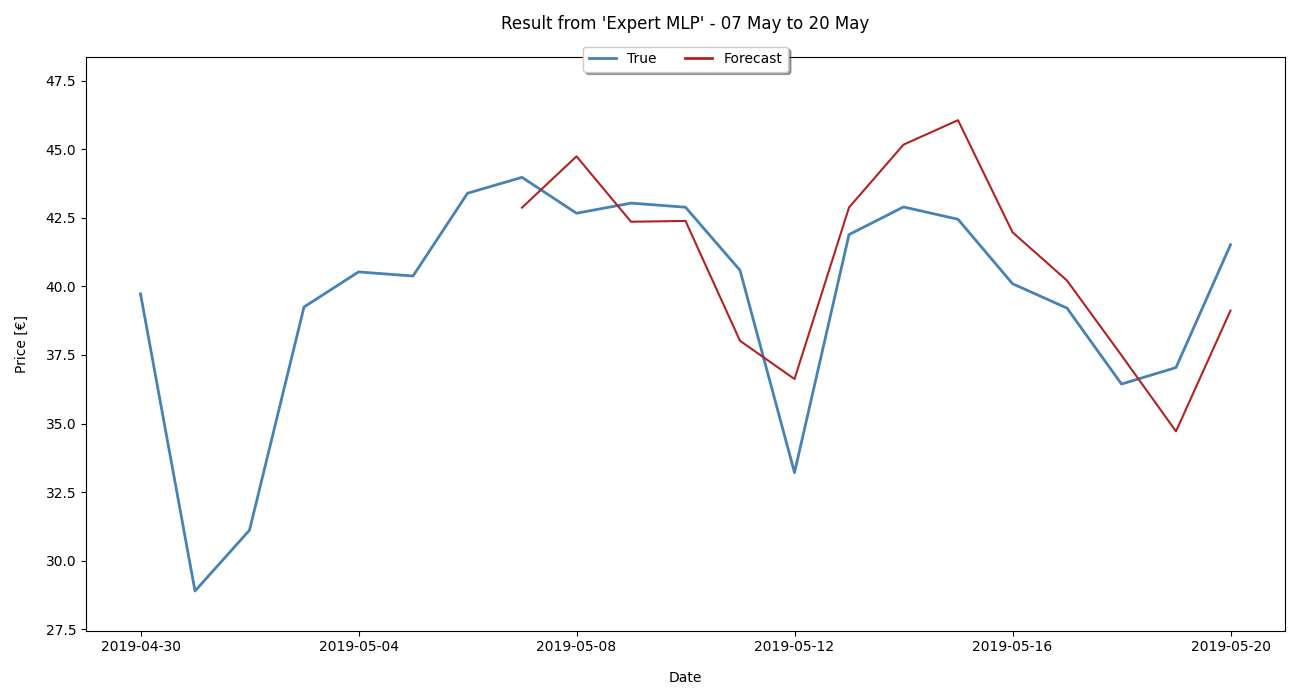 Result from 'Expert MLP' - 07 May to 20 May
True Forecast
47.5
45.0
42.5
40.0
37.5
35.0
32.5
30.0
27.5
Price [€]
2019-04-30 2019-05-04 2019-05-08 2019-05-12 2019-05-16 2019-05-20
Date